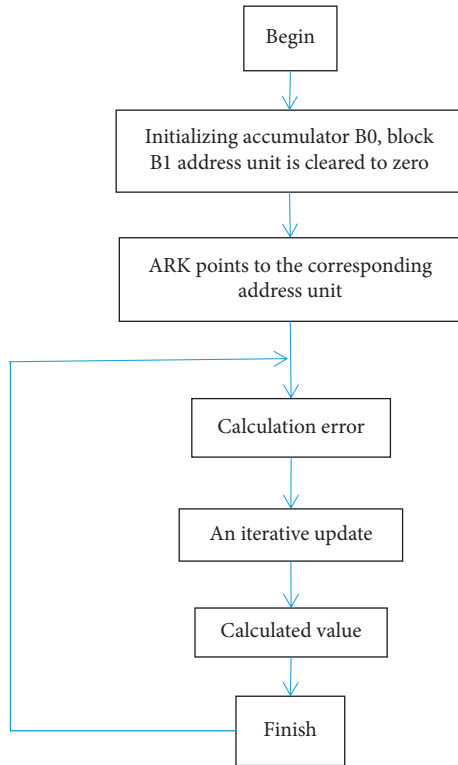 Begin
Initializing accumulator B0, block
B1 address unit is cleared to zero
ARK points to the corresponding
address unit
Calculation error
An iterative update
Calculated value
Finish